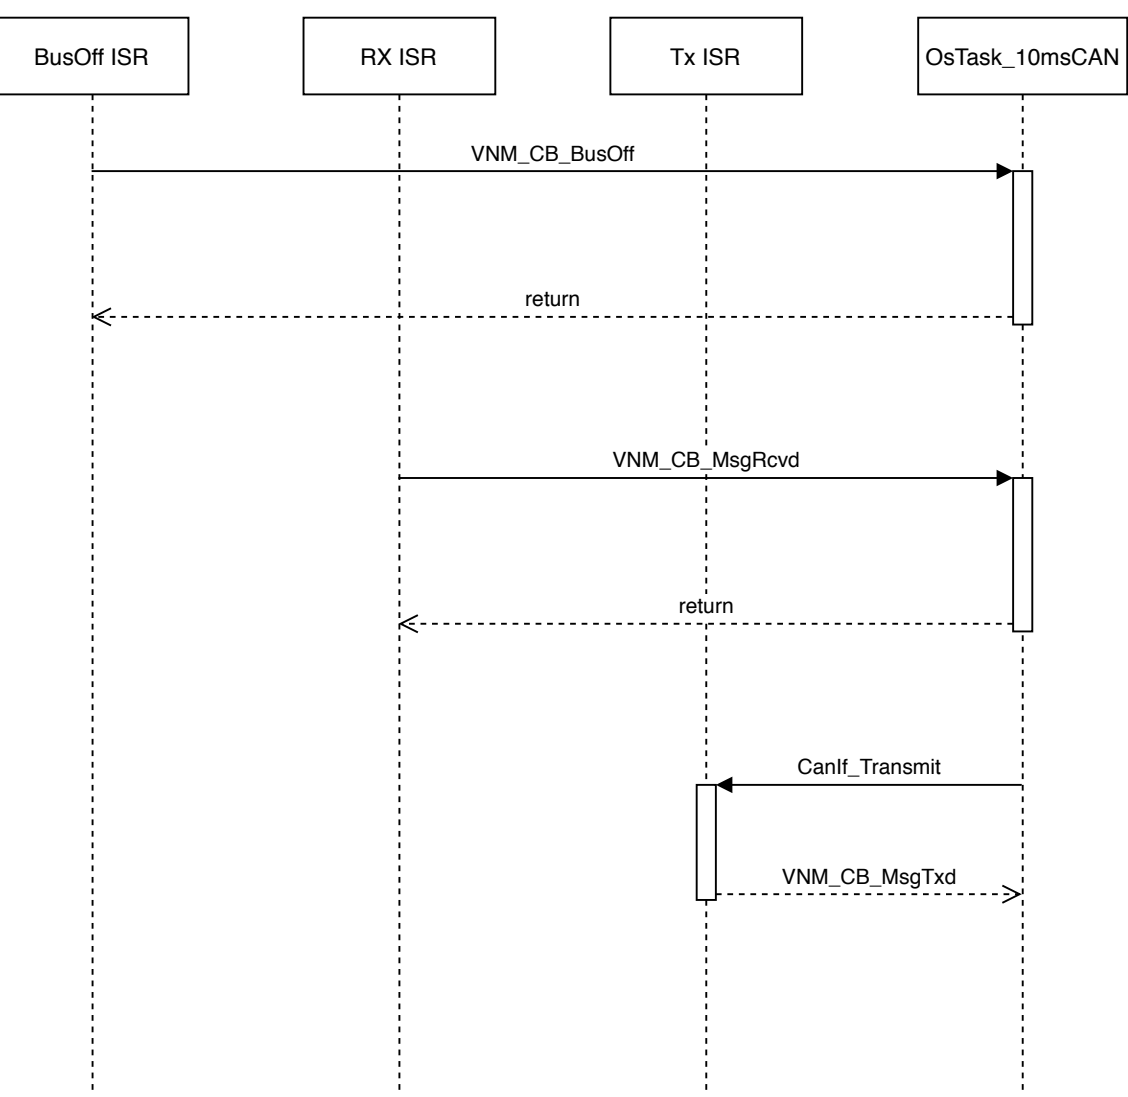 BusOff ISR
RX ISR
Tx ISR
OsTask_10msCAN
VNM_CB_BusOff
return
VNM_CB_MsgRcvd
return
CanIf_Transmit
VNM_CB_MsgTxd